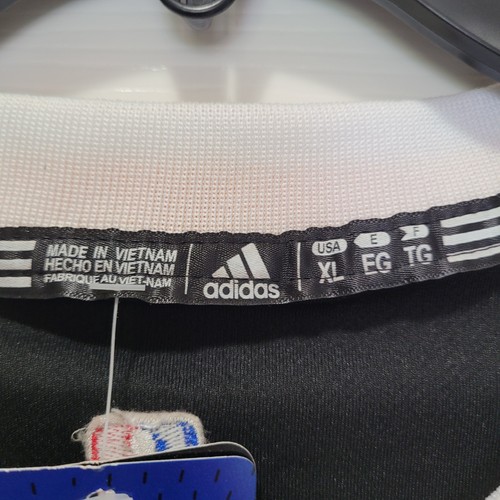 MADE IN VIETNAM
HECHO EN VIETNAM
FABRIQUE AU VIET-NAM
adidas
USA
XL
E
EG
F
TG